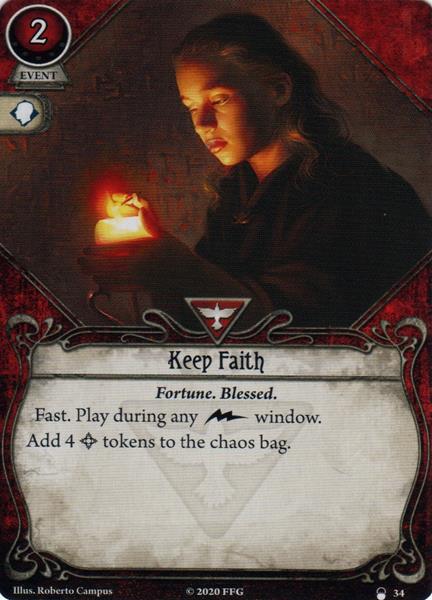 2
EVENT
Keep Faith
Fortune. Blessed.
Fast. Play during any window.
Add 4 tokens to the chaos bag.
Illus. Roberto Campus © 2020 FFG 34